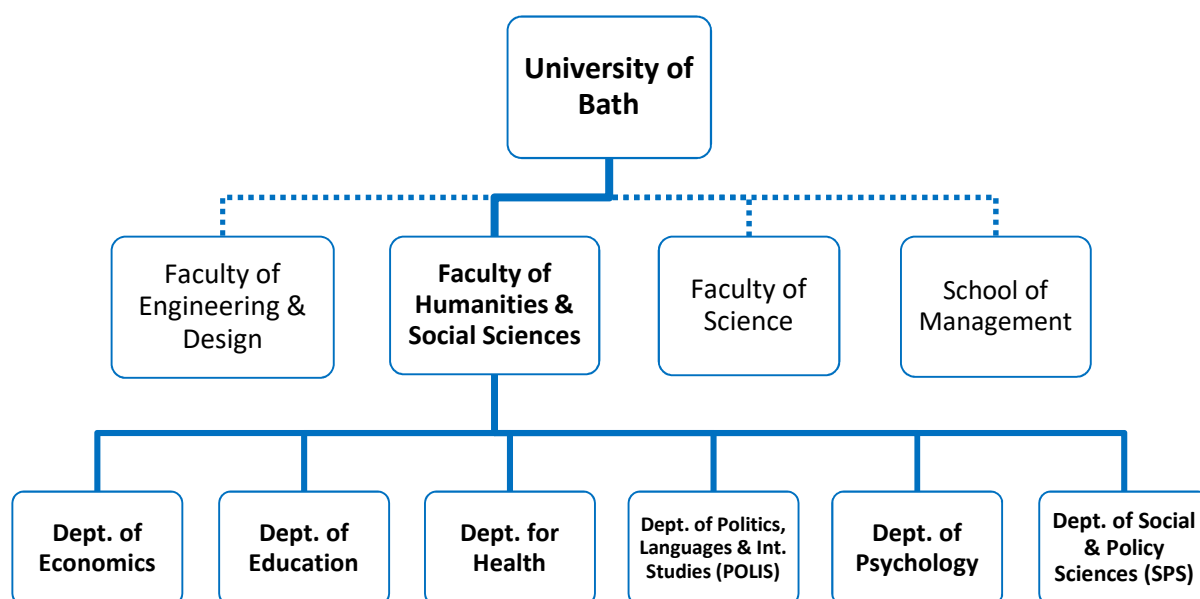 University of
Bath
Faculty of
Engineering &
Design
Faculty of
Humanities &
Social Sciences
Faculty of
Science
School of
Management
Dept. of
Economics
Dept. of
Education
Dept. for
Health
Dept. of Politics,
Languages & Int.
Studies (POLIS)
Dept. of
Psychology
Dept. of Social
& Policy
Sciences (SPS)